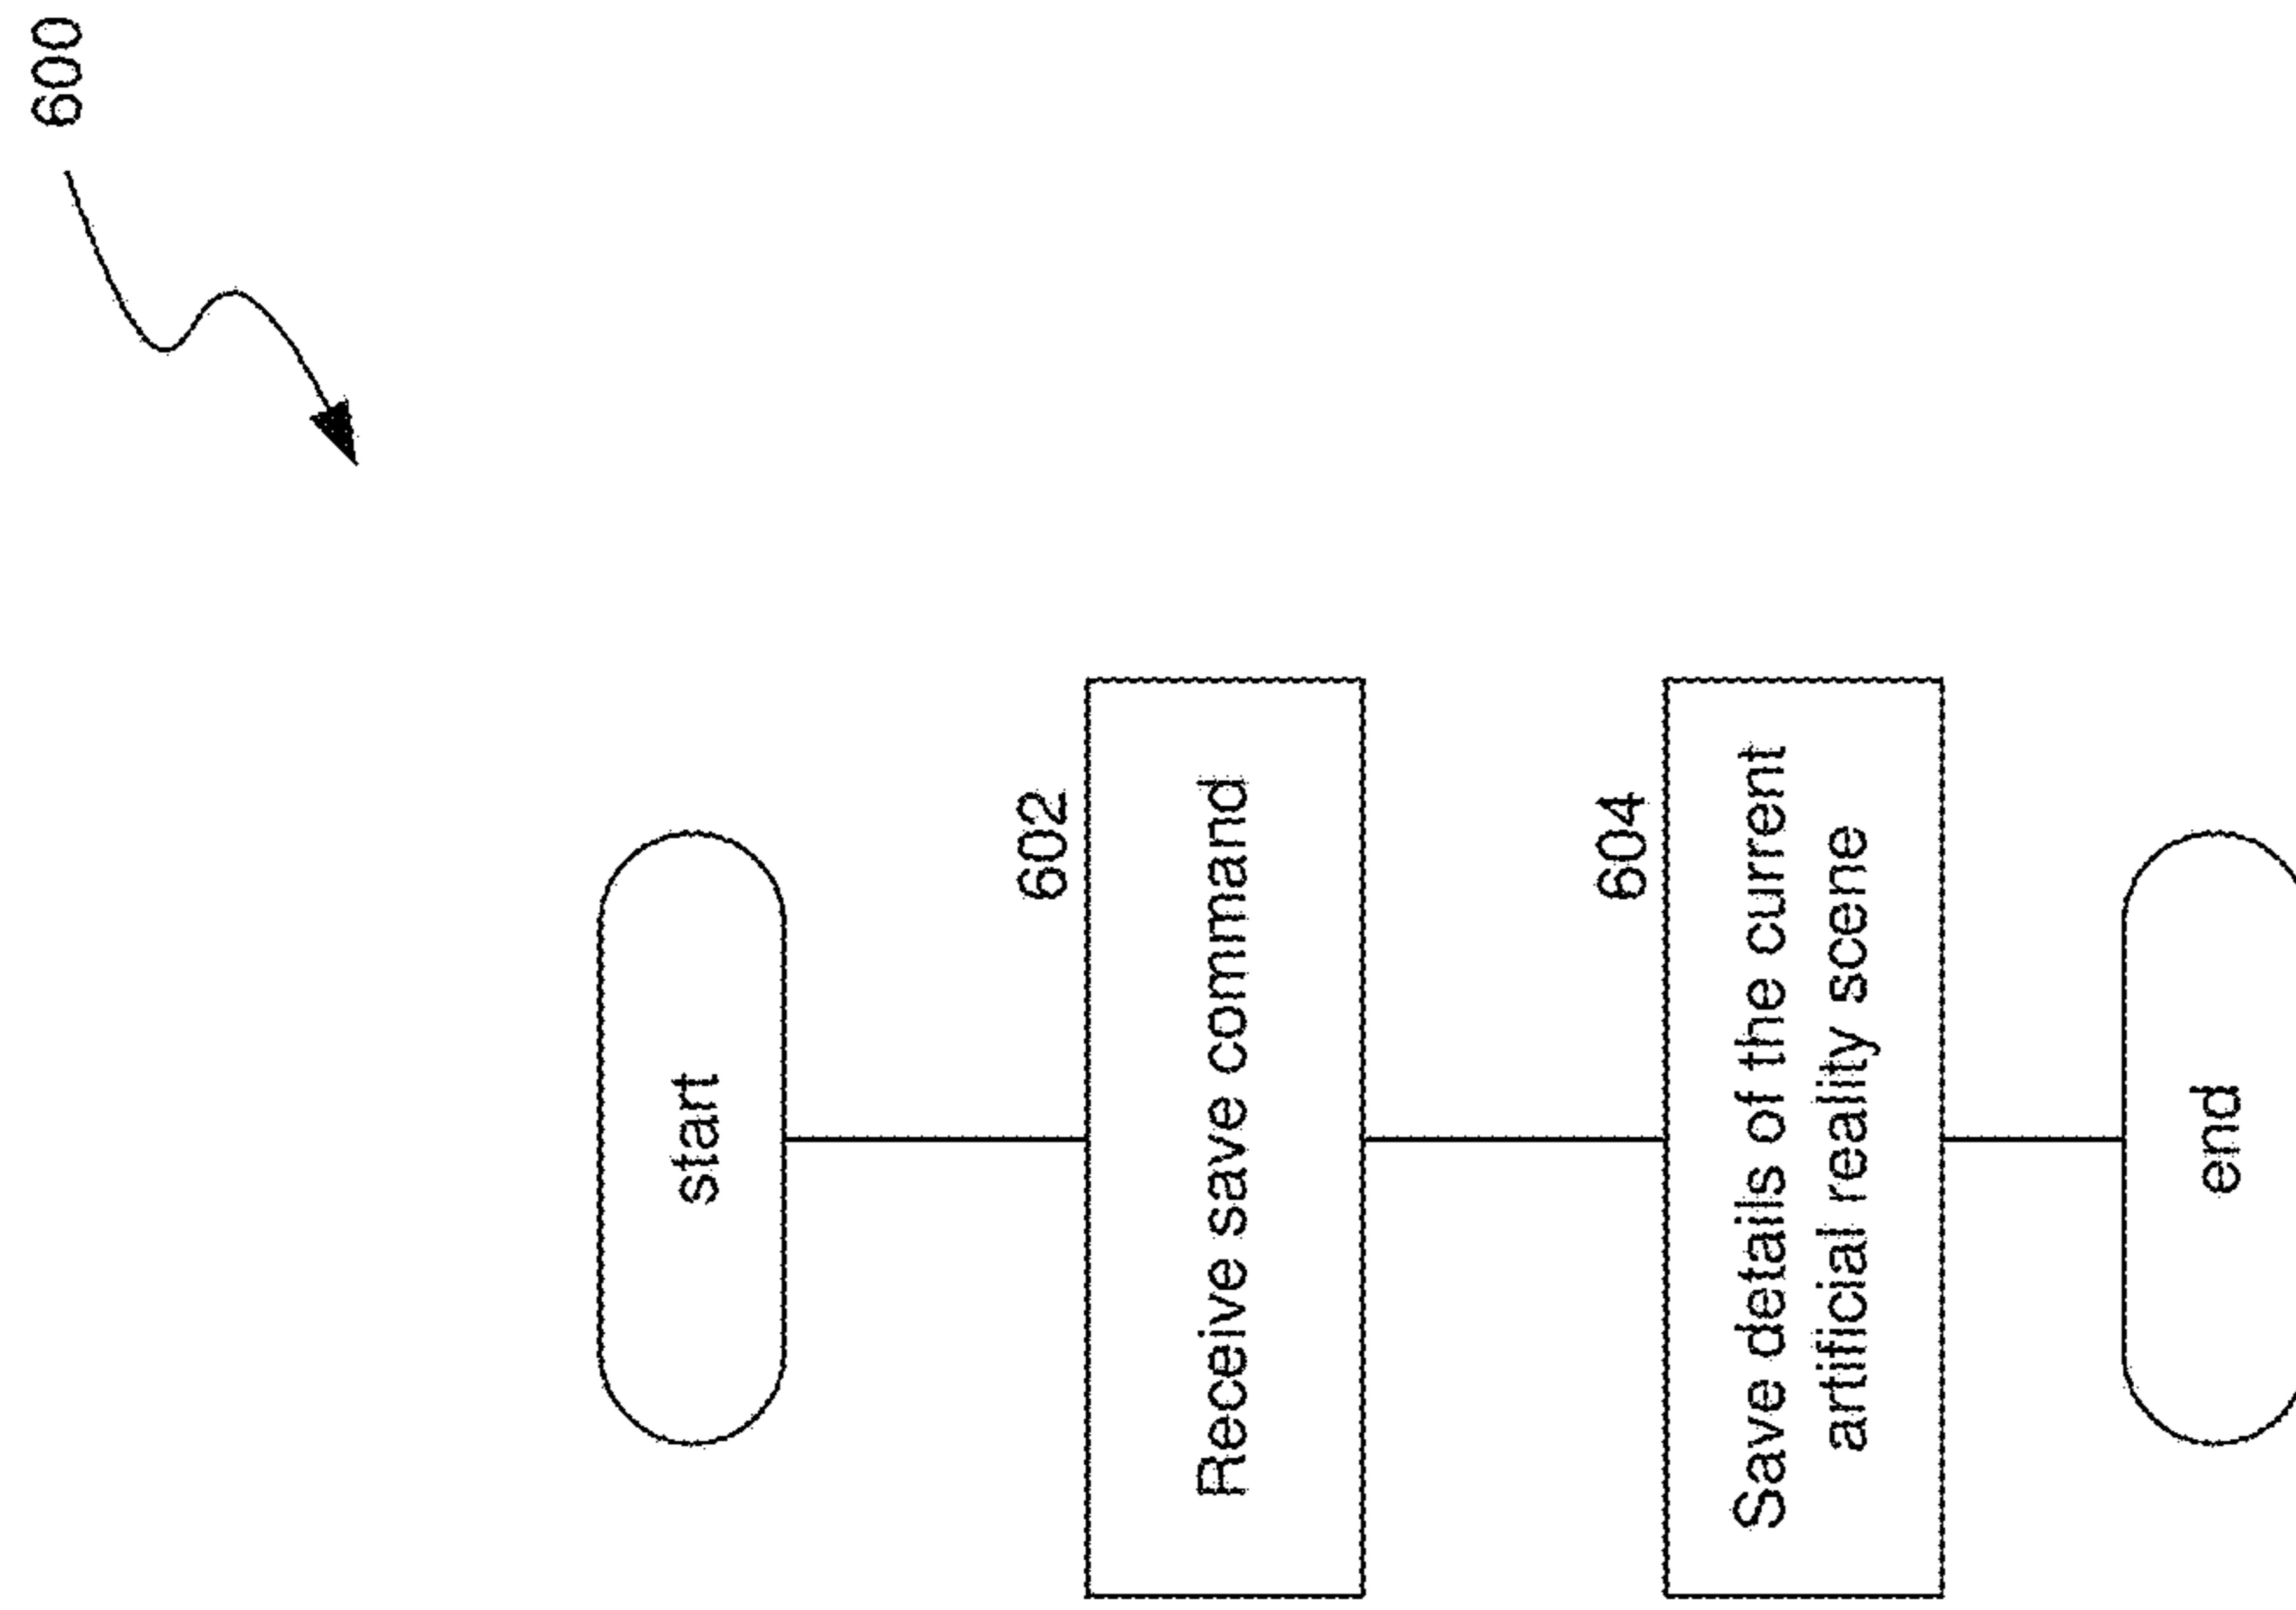 600
start
602
Receive save command
604
Save details of the current
artificial reality scene
end